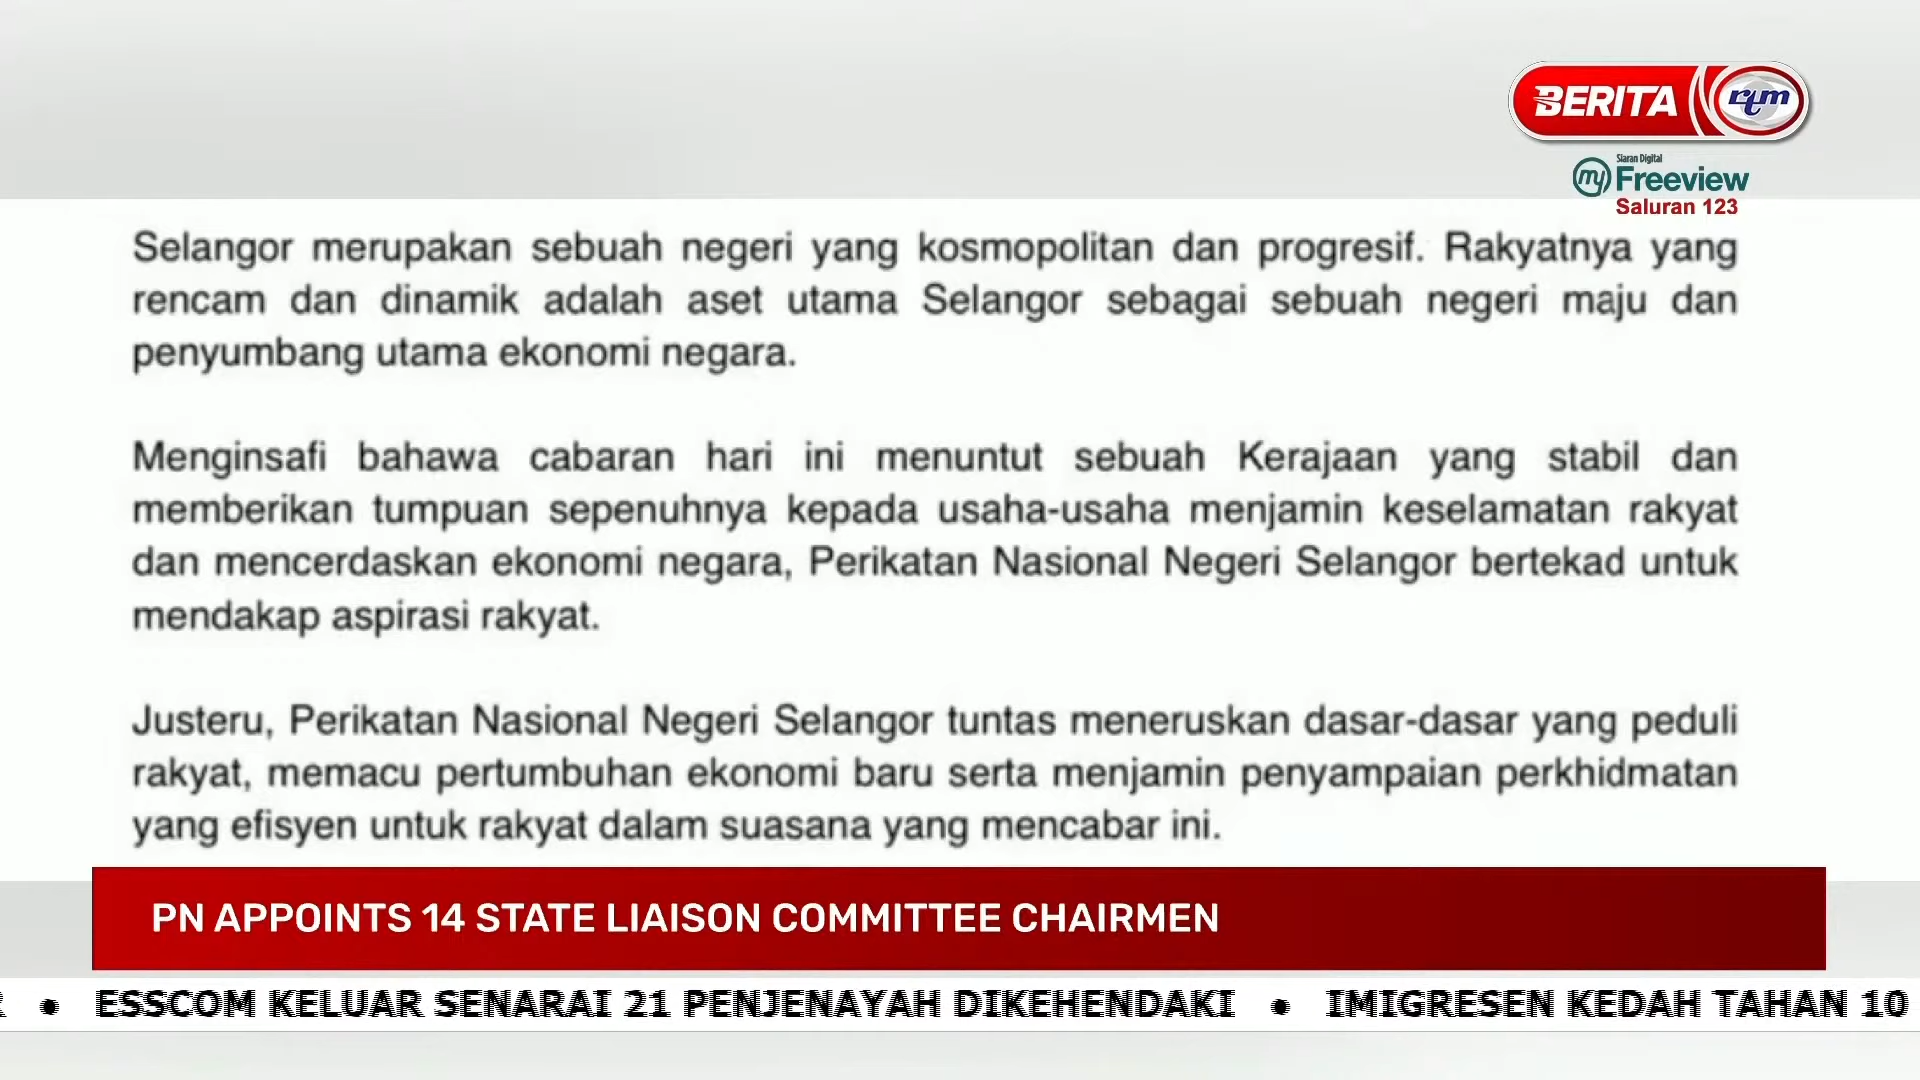 BERITA rtm
Siaran Digital
my Freeview
Saluran 123
Selangor merupakan sebuah negeri yang kosmopolitan dan progresif. Rakyatnya yang
rencam dan dinamik adalah aset utama Selangor sebagai sebuah negeri maju dan
penyumbang utama ekonomi negara.
Menginsafi bahawa cabaran hari ini menuntut sebuah Kerajaan yang stabil dan
memberikan tumpuan sepenuhnya kepada usaha-usaha menjamin keselamatan rakyat
dan mencerdaskan ekonomi negara, Perikatan Nasional Negeri Selangor bertekad untuk
mendakap aspirasi rakyat.
Justeru, Perikatan Nasional Negeri Selangor tuntas meneruskan dasar-dasar yang peduli
rakyat, memacu pertumbuhan ekonomi baru serta menjamin penyampaian perkhidmatan
yang efisyen untuk rakyat dalam suasana yang mencabar ini.
PN APPOINTS 14 STATE LIAISON COMMITTEE CHAIRMEN
• ESSCOM KELUAR SENARAI 21 PENJENAYAH DIKEHENDAKI • IMIGRESEN KEDAH TAHAN 10